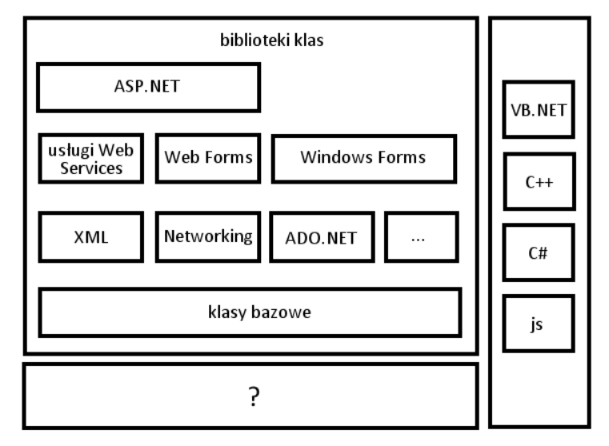 biblioteki klas
ASP.NET
usługi Web
Services
Web Forms
Windows Forms
XML
Networking
ADO.NET
...
klasy bazowe
?
VB.NET
C++
C#
js